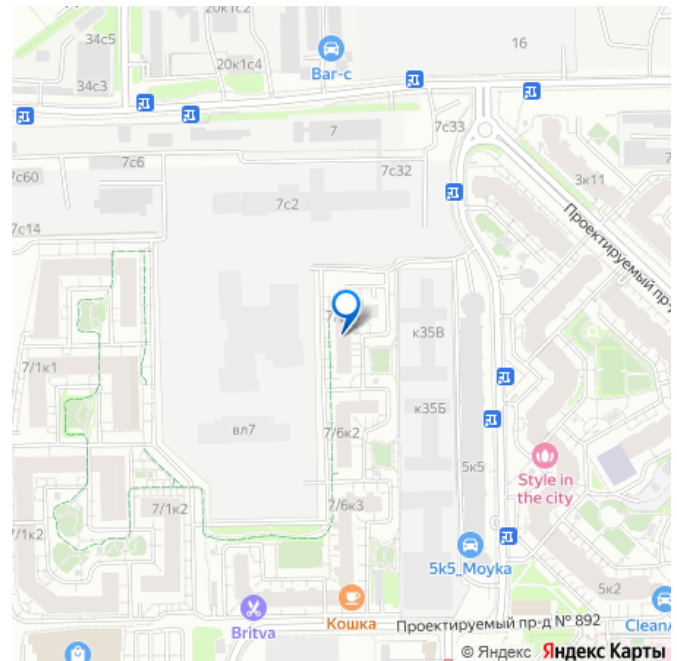 34с5
20к1с2
16
Bar-c
20к1с4
34с3
7
7с33
7с6
7с60
7с32
3к11
7с2
7с14
Проектируемый пр-д
к35В
7/1к1
к35Б
вл7
7/6к2
5к5
Style in
the city
7/6к3
7/1к2
7/1к2
5k5_Moyka
5к2
Кошка
Britva
Проектируемый пр-д № 892
© Яндекс Яндекс Карты